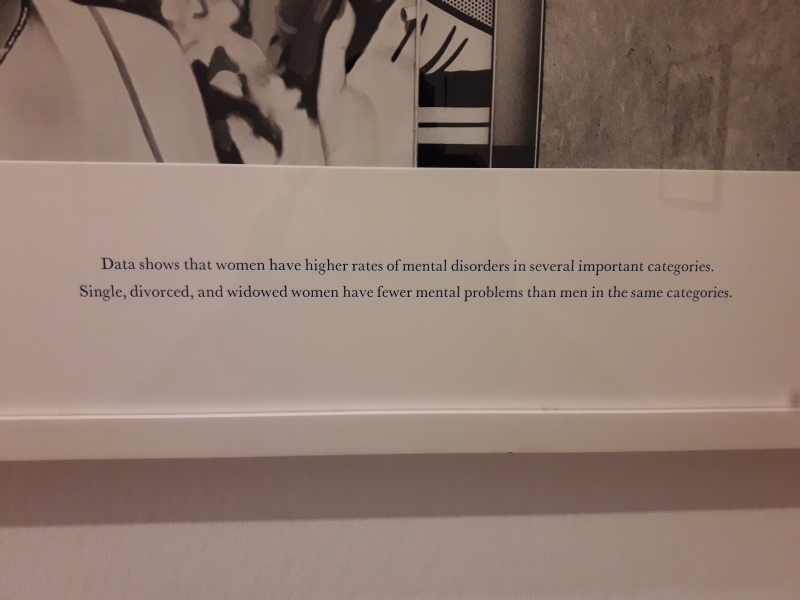 Data shows that women have higher rates of mental disorders in several important categories.
Single, divorced, and widowed women have fewer mental problems than men in the same categories.